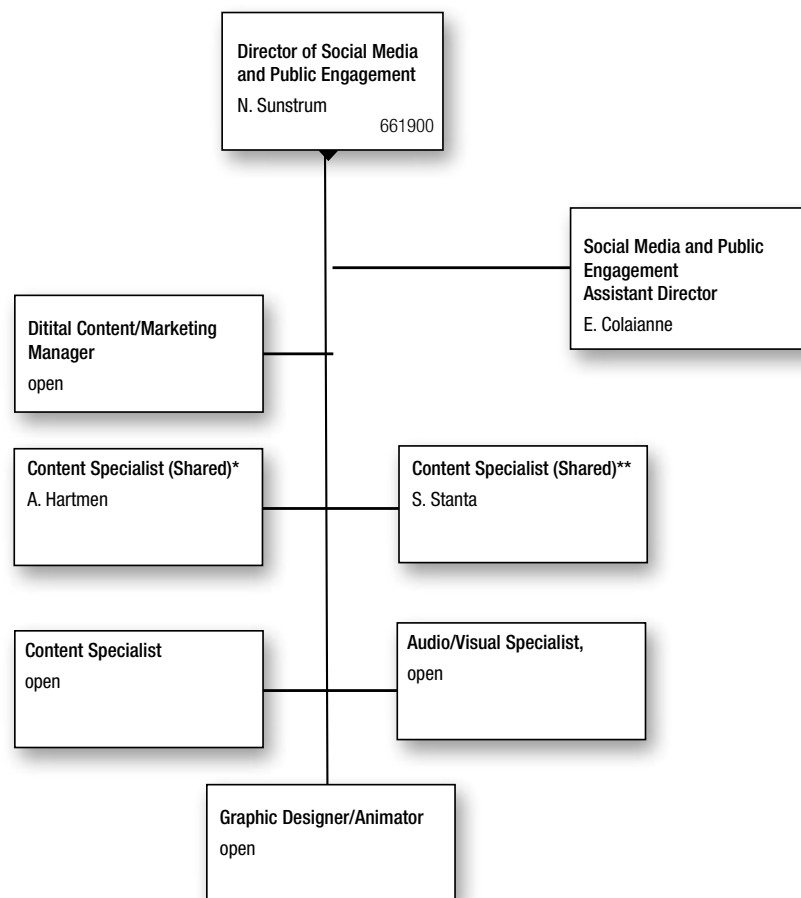 Director of Social Media
and Public Engagement
N. Sunstrum
661900
Social Media and Public
Engagement
Assistant Director
E. Colaianne
Ditital Content/Marketing
Manager
open
Content Specialist (Shared)*
A. Hartmen
Content Specialist (Shared)**
S. Stanta
Content Specialist
open
Audio/Visual Specialist,
open
Graphic Designer/Animator
open